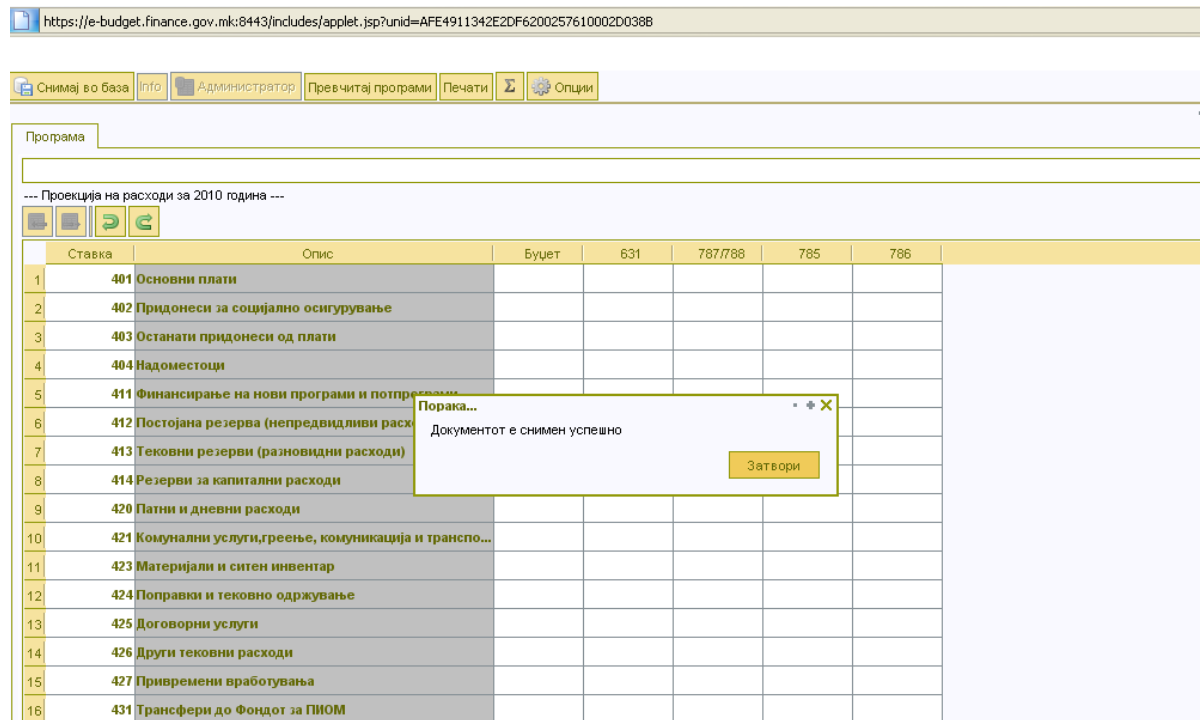 https://e-budget.finance.gov.mk:8443/includes/applet.jsp?unid=AFE4911342E2DF6200257610002D038B
Снимај во база Info Администратор Превчитај програми Печати Σ Опции
Програма
--- Проекција на расходи за 2010 година ---
Ставка Опис Буџет 631 787/788 785 786
1 401 Основни плати
2 402 Придонеси за социјално осигурување
3 403 Останати придонеси од плати
4 404 Надоместоци
5 411 Финансирање на нови програми и потпрограми
6 412 Постојана резерва (непредвидливи
7 413 Тековни резерви (разновидни расходи)
8 414 Резерви за капитални расходи
9 420 Патни и дневни расходи
10 421 Комунални услуги,греење, комуникација и транспо...
11 423 Материјали и ситен инвентар
12 424 Поправки и тековно одржување
13 425 Договорни услуги
14 426 Други тековни расходи
15 427 Привремени вработувања
16 431 Трансфери до Фондот за ПИОМ
Порака...
Документот е снимен успешно
Затвори